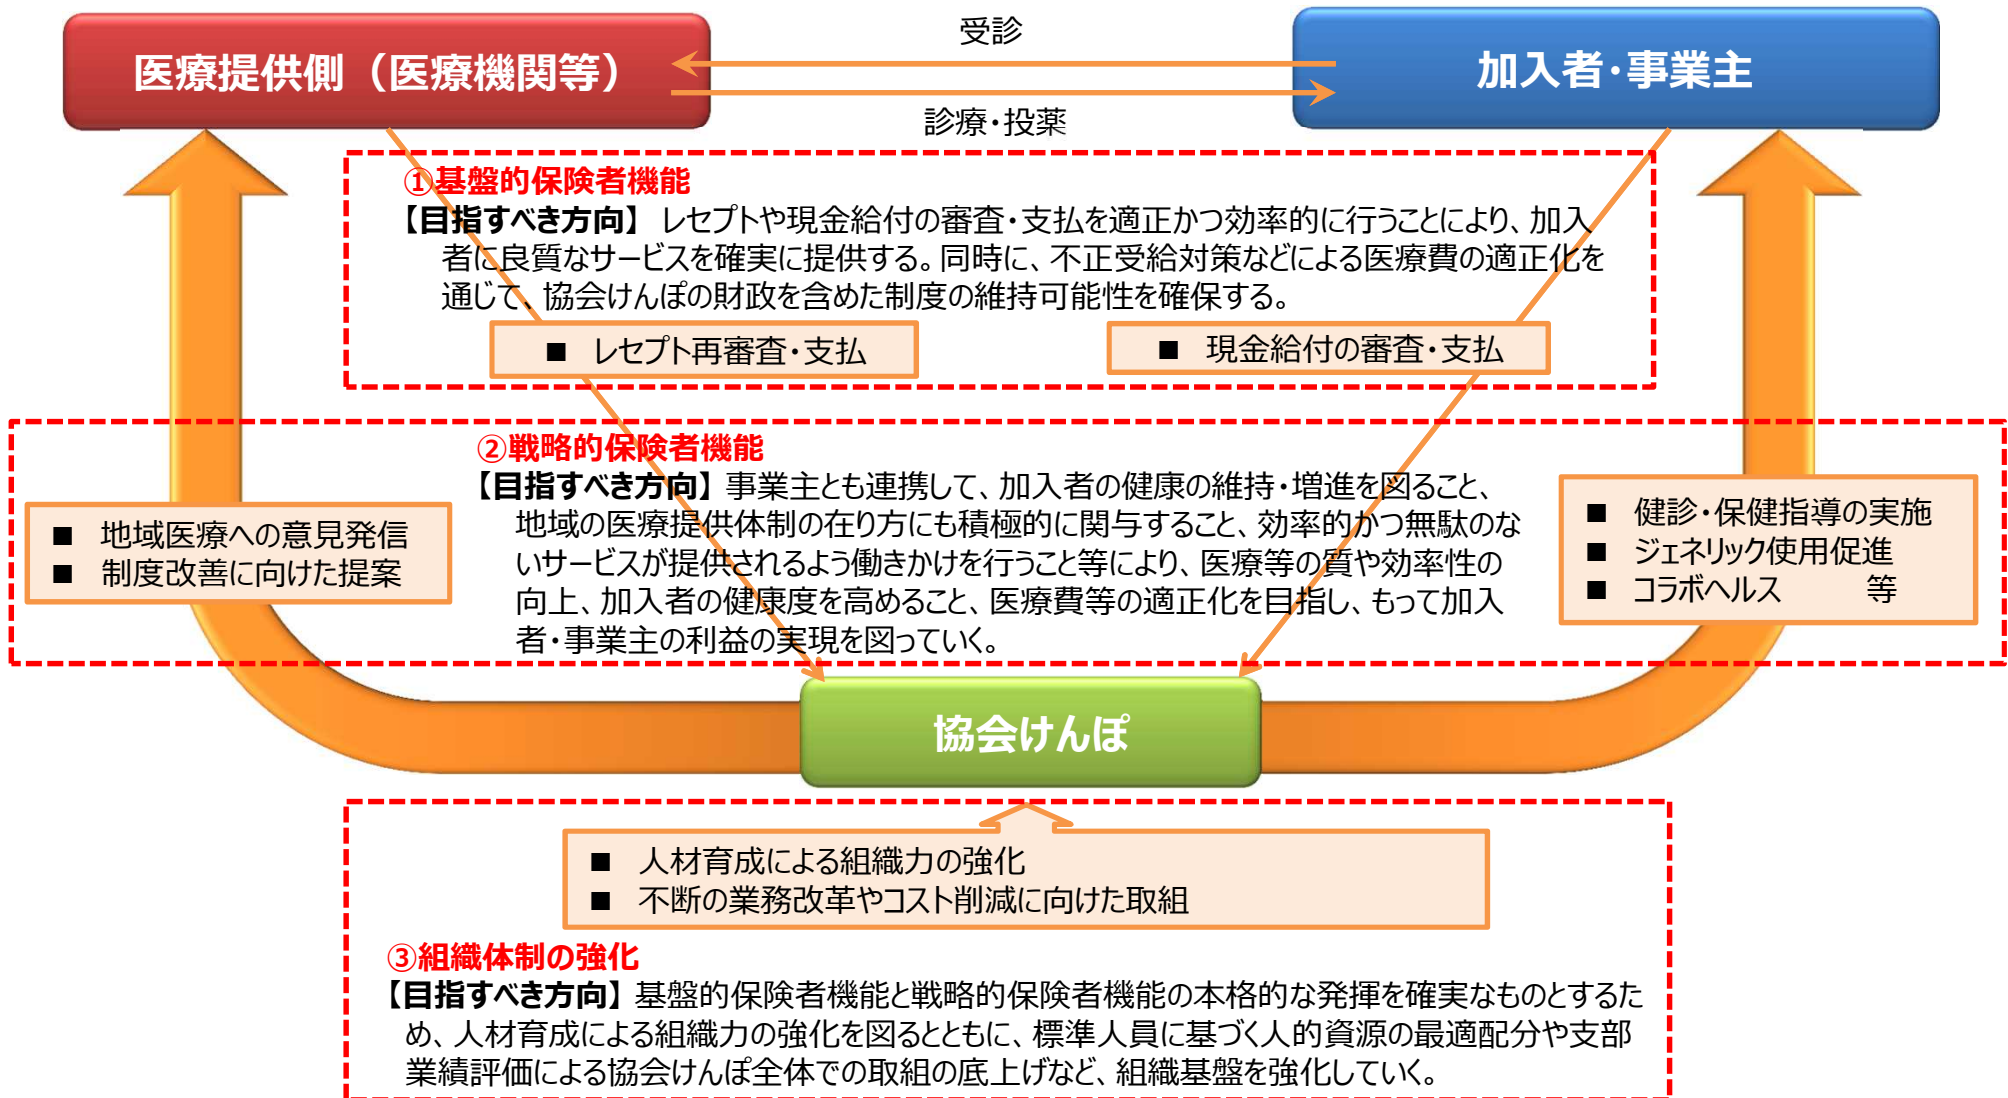 医療提供側（医療機関等）
受診
診療・投薬
加入者・事業主
①基盤的保険者機能
【目指すべき方向】 レセプトや現金給付の審査・支払を適正かつ効率的に行うことにより、加入
者に良質なサービスを確実に提供する。同時に、不正受給対策などによる医療費の適正化を
通じて、協会けんぽの財政を含めた制度の維持可能性を確保する。
■ レセプト再審査・支払
■ 現金給付の審査・支払
②戦略的保険者機能
【目指すべき方向】 事業主とも連携して、加入者の健康の維持・増進を図ること、
地域の医療提供体制の在り方にも積極的に関与すること、効率的かつ無駄のな
いサービスが提供されるよう働きかけを行うこと等により、医療等の質や効率性の
向上、加入者の健康度を高めること、医療費等の適正化を目指し、もって加入
者・事業主の利益の実現を図っていく。
■ 地域医療への意見発信
■ 制度改善に向けた提案
■ 健診・保健指導の実施
■ ジェネリック使用促進
■ コラボヘルス 等
協会けんぽ
■ 人材育成による組織力の強化
■ 不断の業務改革やコスト削減に向けた取組
③組織体制の強化
【目指すべき方向】 基盤的保険者機能と戦略的保険者機能の本格的な発揮を確実なものとするた
め、人材育成による組織力の強化を図るとともに、標準人員に基づく人的資源の最適配分や支部
業績評価による協会けんぽ全体での取組の底上げなど、組織基盤を強化していく。